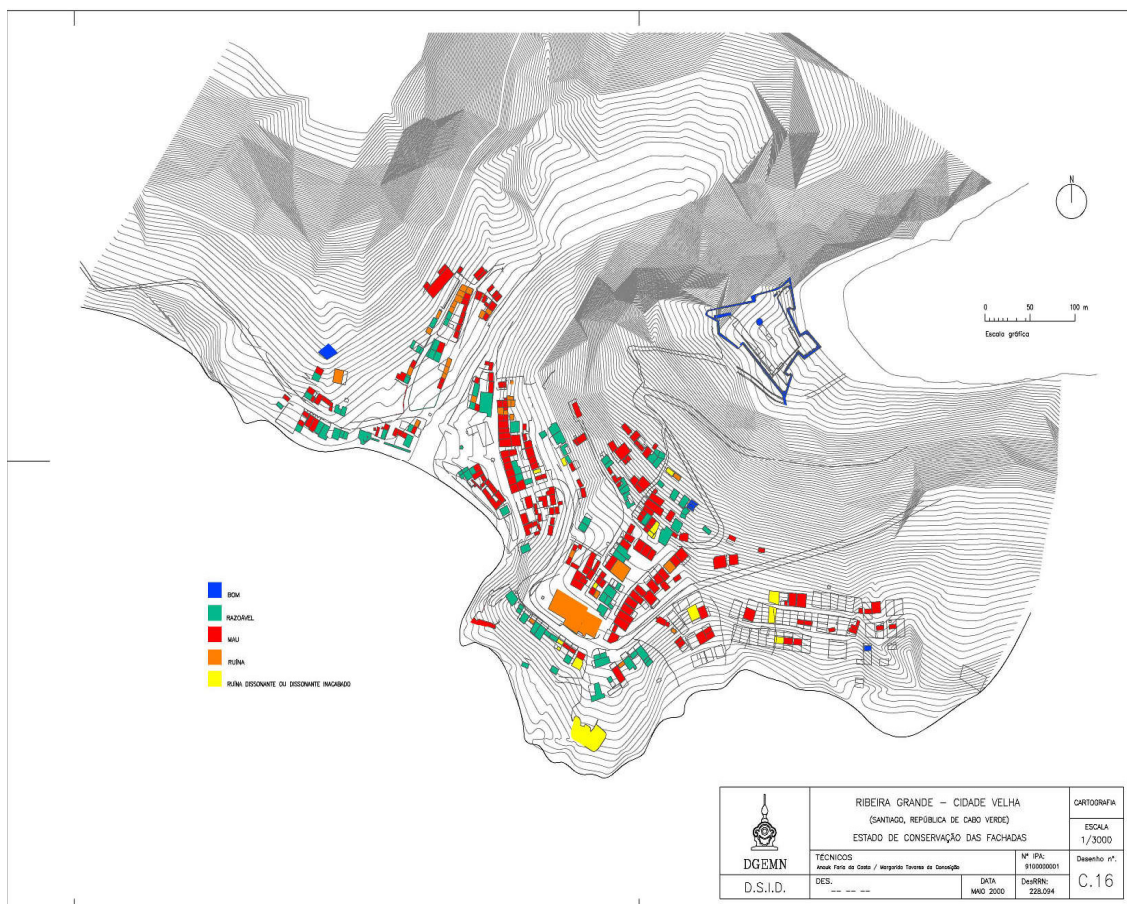 N
0 50 100 m
Escala gráfica
BOM
RAZOÁVEL
MAU
RUÍNA
RUÍNA DISSONANTE OU DISSONANTE INACABADO
DGEMN
D.S.I.D.
RIBEIRA GRANDE – CIDADE VELHA
(SANTIAGO, REPÚBLICA DE CABO VERDE)
ESTADO DE CONSERVAÇÃO DAS FACHADAS
TÉCNICOS
Anouk Faria da Costa / Margarida Tavares da Conceição
Nº IPA:
9100000001
DES.
-- -- --
DATA
MAIO 2000
DesRRN:
228.094
CARTOGRAFIA
ESCALA
1/3000
Desenho nº.
C.16